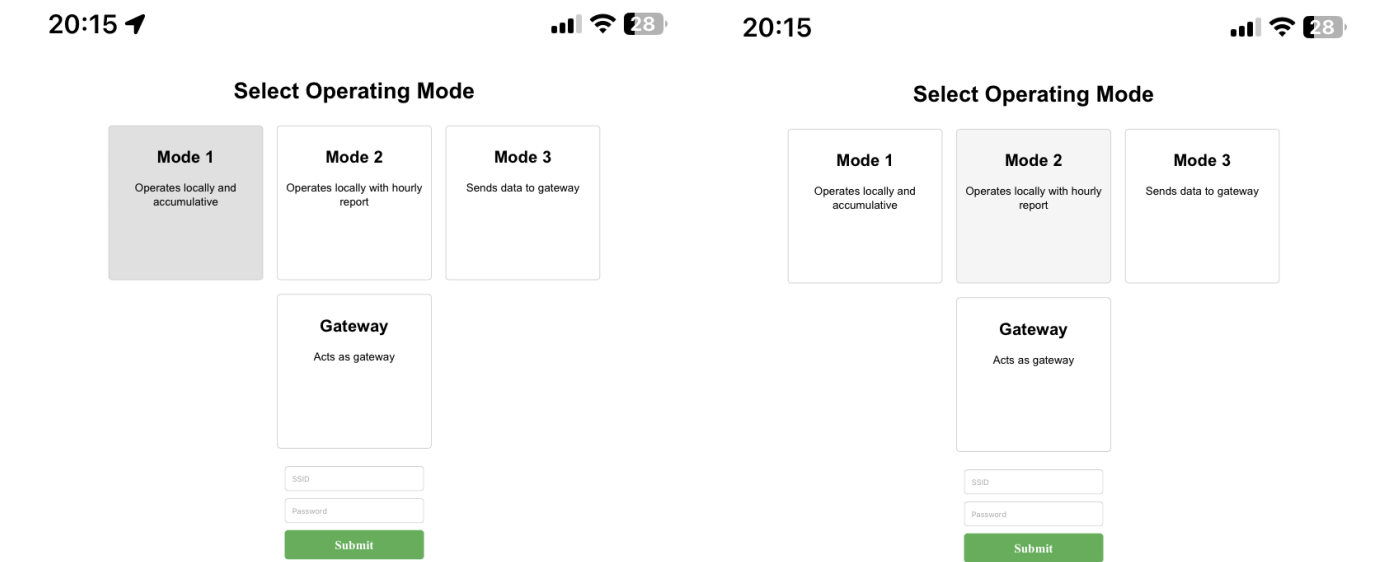 20:15
28
Select Operating Mode
Mode 1
Operates locally and
accumulative
Mode 2
Operates locally with hourly
report
Mode 3
Sends data to gateway
Gateway
Acts as gateway
SSID
Password
Submit
20:15
28
Select Operating Mode
Mode 1
Operates locally and
accumulative
Mode 2
Operates locally with hourly
report
Mode 3
Sends data to gateway
Gateway
Acts as gateway
SSID
Password
Submit